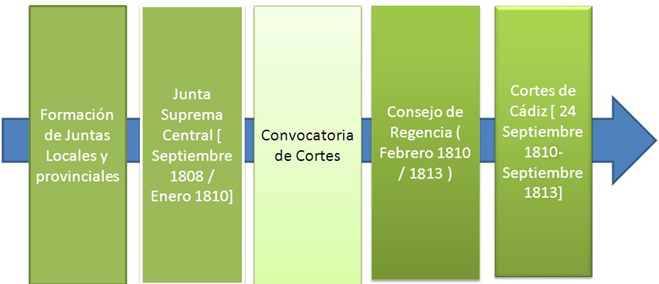 Formación
de Juntas
Locales y
provinciales
Junta
Suprema
Central [
Septiembre
1808 /
Enero 1810]
Convocatoria
de Cortes
Consejo de
Regencia (
Febrero 1810
/ 1813 )
Cortes de
Cádiz [ 24
Septiembre
1810-
Septiembre
1813]